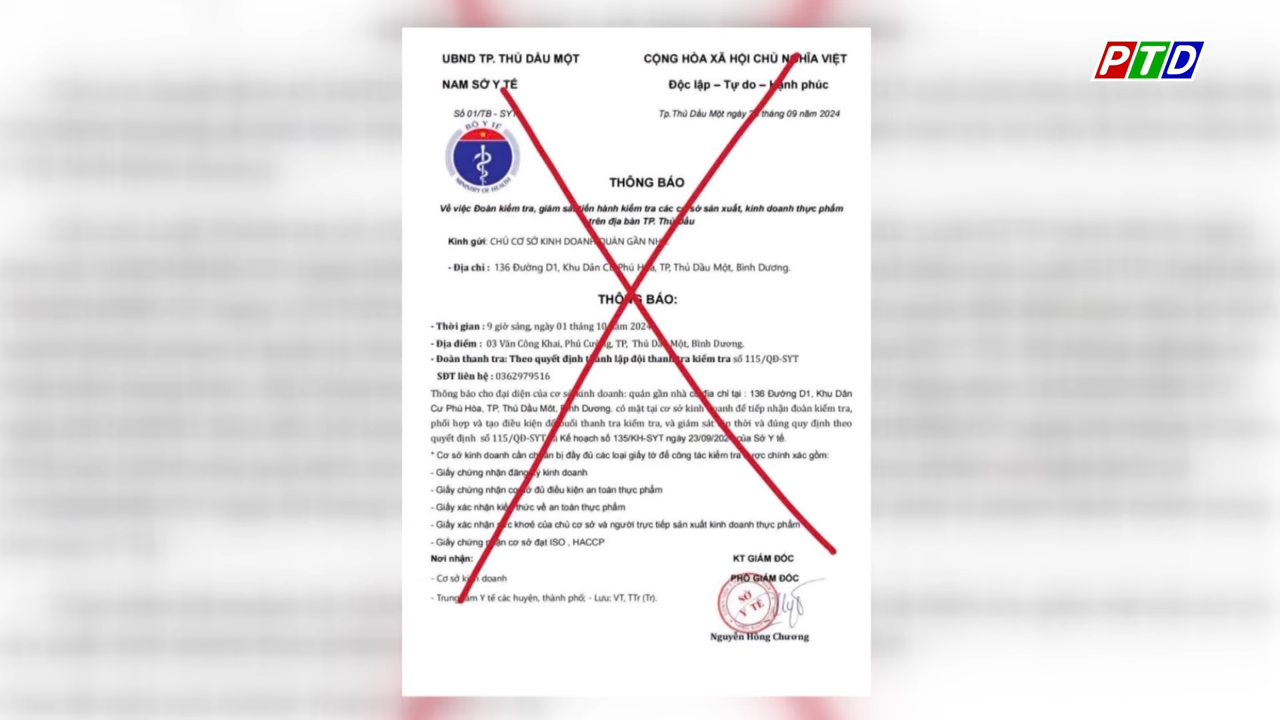 PTD
UBND TP. THỦ DẦU MỘT
CỘNG HÒA XÃ HỘI CHỦ NGHĨA VIỆT
NAM SỞ Y TẾ
Độc lập – Tự do – Hạnh phúc
Số 01/TB - SYT
Tp.Thủ Dầu Một ngày tháng 09 năm 2024
BỘ Y TẾ
MINISTRY OF HEALTH
THÔNG BÁO
Về việc Đoàn kiểm tra, giám sát tiến hành kiểm tra các cơ sở sản xuất, kinh doanh thực phẩm
trên địa bàn TP. Thủ Dầu
Kính gửi: CHỦ CƠ SỞ KINH DOANH QUÁN GẦN NHÀ
- Địa chỉ : 136 Đường D1, Khu Dân Cư Phú Hòa, TP, Thủ Dầu Một, Bình Dương.
THÔNG BÁO:
- Thời gian : 9 giờ sáng, ngày 01 tháng 10 năm 2024
- Địa điểm : 03 Văn Công Khai, Phú Cường, TP, Thủ Dầu Một, Bình Dương.
- Đoàn thanh tra: Theo quyết định thành lập đội thanh tra kiểm tra số 115/QĐ-SYT
SĐT liên hệ : 0362979516
Thông báo cho đại diện của cơ sở kinh doanh: quán gần nhà có địa chỉ tại : 136 Đường D1, Khu Dân
Cư Phú Hòa, TP, Thủ Dầu Một, Bình Dương. có mặt tại cơ sở kinh doanh để tiếp nhận đoàn kiểm tra,
phối hợp và tạo điều kiện để buổi thanh tra kiểm tra, và giám sát kịp thời và đúng quy định theo
quyết định số 115/QĐ-SYT và Kế hoạch số 135/KH-SYT ngày 23/09/2024 của Sở Y tế.
* Cơ sở kinh doanh cần chuẩn bị đầy đủ các loại giấy tờ để công tác kiểm tra được chính xác gồm:
- Giấy chứng nhận đăng ký kinh doanh
- Giấy chứng nhận cơ sở đủ điều kiện an toàn thực phẩm
- Giấy xác nhận kiến thức về an toàn thực phẩm
- Giấy xác nhận sức khoẻ của chủ cơ sở và người trực tiếp sản xuất kinh doanh thực phẩm
- Giấy chứng nhận cơ sở đạt ISO , HACCP
Nơi nhận:
KT GIÁM ĐỐC
- Cơ sở kinh doanh
PHÓ GIÁM ĐỐC
- Trung tâm Y tế các huyện, thành phố; - Lưu: VT, TTr (Tr).
SỞ
Y TẾ
Nguyễn Hồng Chương